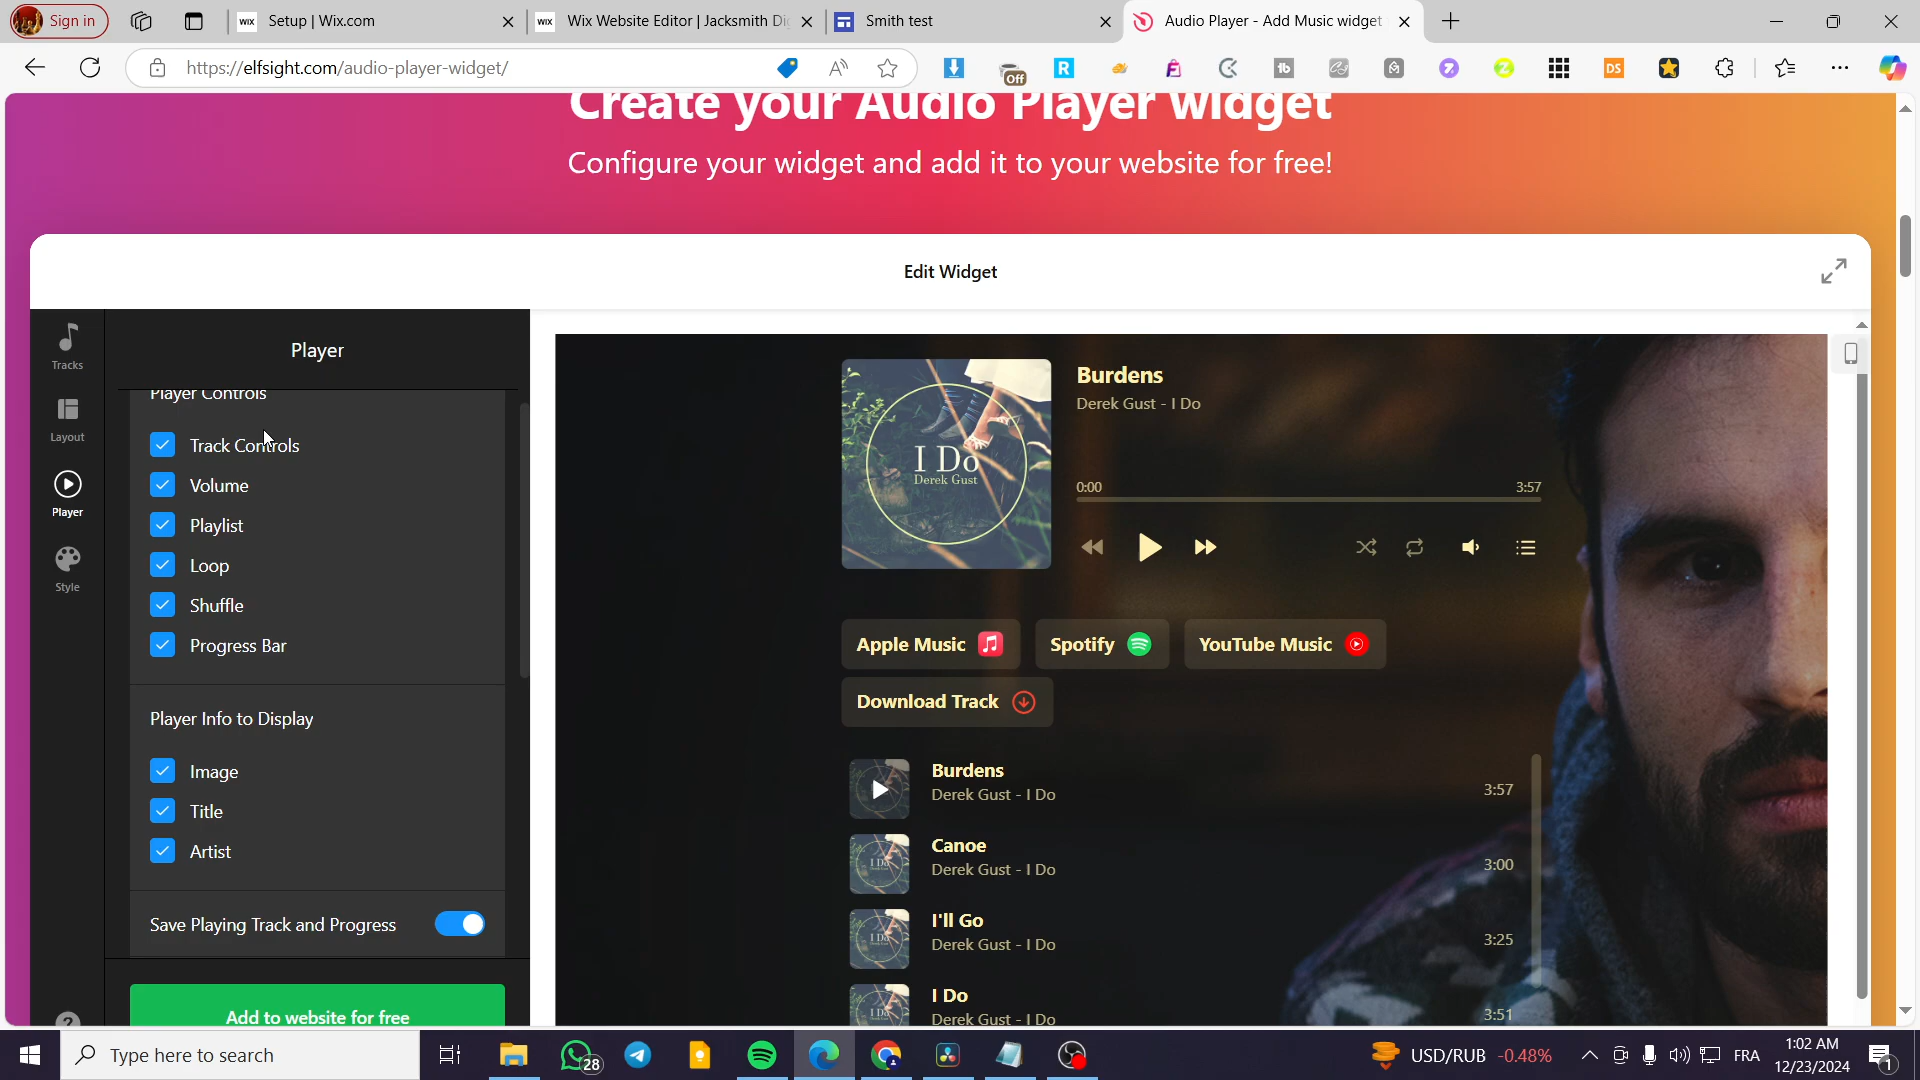 Sign in
WIX Setup | Wix.com
WIX Wix Website Editor | Jacksmith Di
Smith test
Audio Player - Add Music widget
https://elfsight.com/audio-player-widget/
Off
R
tb
DS
Create your Audio Player widget
Configure your widget and add it to your website for free!
Edit Widget
Tracks
Layout
Player
Style
?
Player
Player Controls
Track Controls
Volume
Playlist
Loop
Shuffle
Progress Bar
Player Info to Display
Image
Title
Artist
Save Playing Track and Progress
Add to website for free
I Do
Derek Gust
Burdens
Derek Gust - I Do
0:00
3:57
Apple Music
Spotify
YouTube Music
Download Track
Burdens
Derek Gust - I Do
3:57
Canoe
Derek Gust - I Do
3:00
I'll Go
Derek Gust - I Do
3:25
I Do
Derek Gust - I Do
3:51
Type here to search
28
USD/RUB -0.48%
FRA
1:02 AM
12/23/2024
1